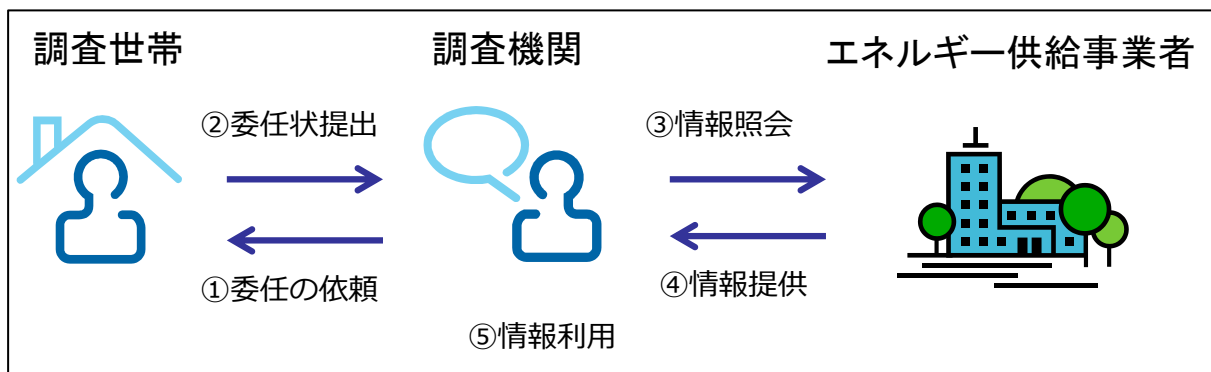 調査世帯
調査機関
エネルギー供給事業者
②委任状提出
③情報照会
①委任の依頼
④情報提供
⑤情報利用